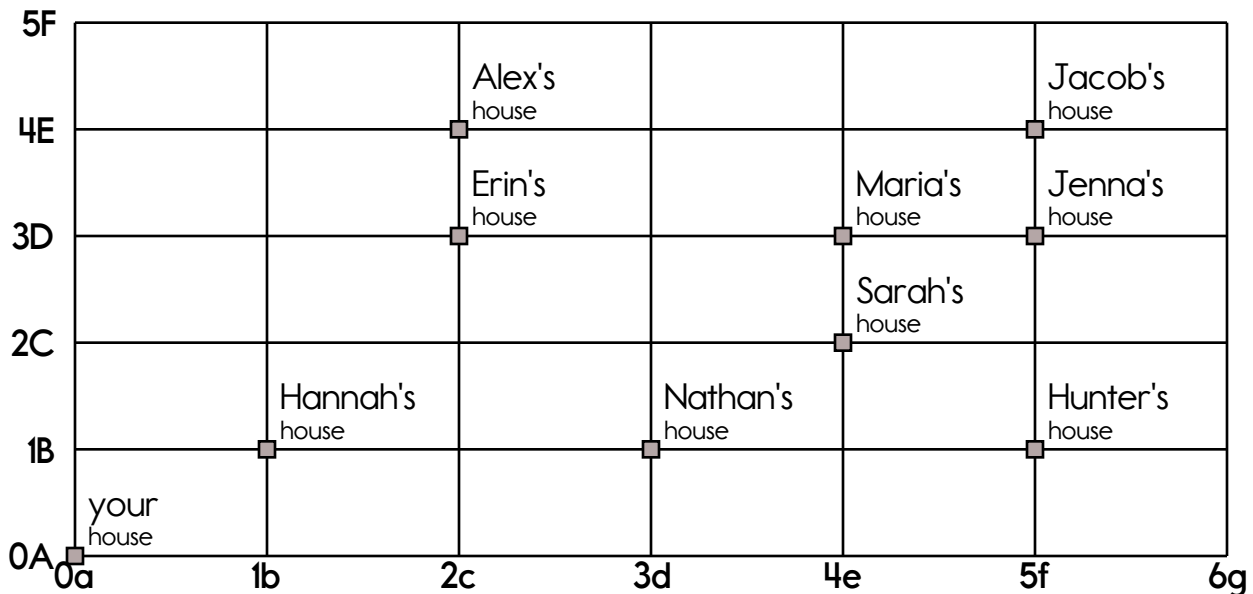 5F
Alex's
house
Jacob's
house
4E
Erin's
house
Maria's
house
Jenna's
house
3D
Sarah's
house
2C
Hannah's
house
Nathan's
house
Hunter's
house
1B
your
house
0A
0a 1b 2c 3d 4e 5f 6g